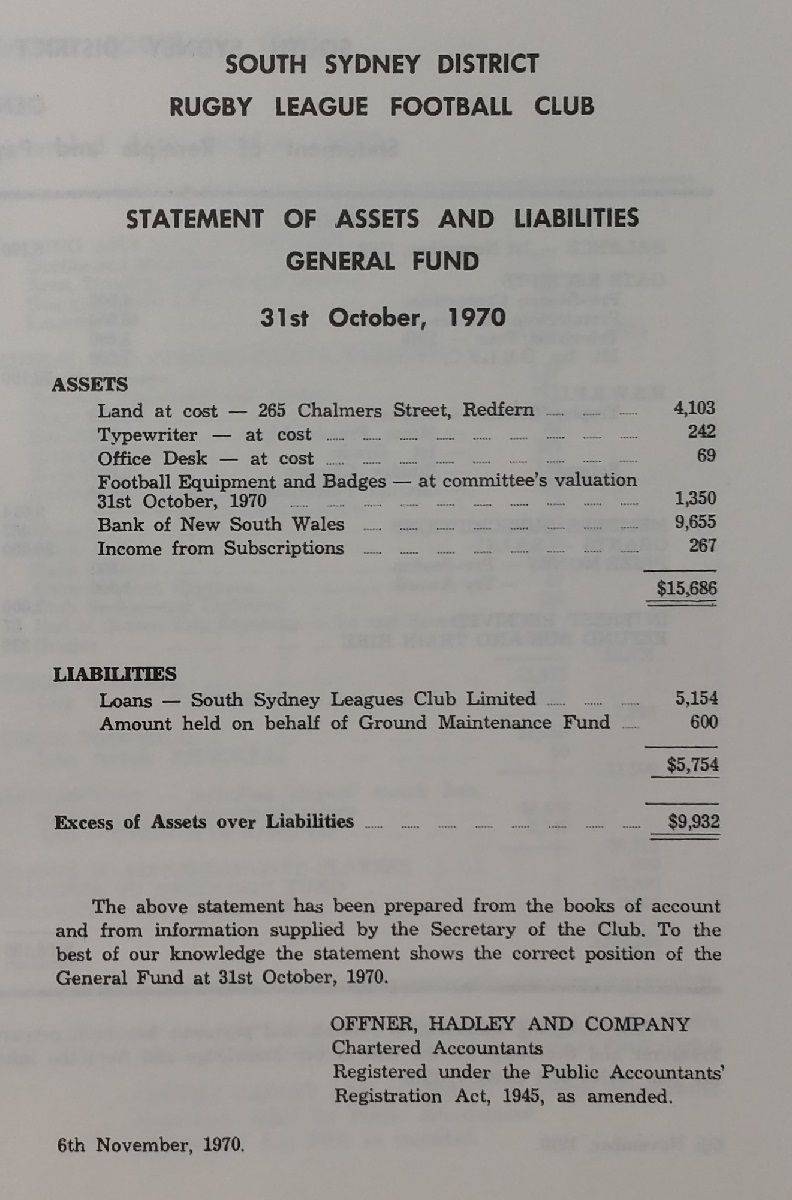 SOUTH SYDNEY DISTRICT
RUGBY LEAGUE FOOTBALL CLUB
STATEMENT OF ASSETS AND LIABILITIES
GENERAL FUND
31st October, 1970
ASSETS
Land at cost — 265 Chalmers Street, Redfern 4,103
Typewriter — at cost 242
Office Desk — at cost 69
Football Equipment and Badges — at committee's valuation
31st October, 1970 1,350
Bank of New South Wales 9,655
Income from Subscriptions 267
$15,686
LIABILITIES
Loans — South Sydney Leagues Club Limited 5,154
Amount held on behalf of Ground Maintenance Fund 600
$5,754
Excess of Assets over Liabilities $9,932
The above statement has been prepared from the books of account
and from information supplied by the Secretary of the Club. To the
best of our knowledge the statement shows the correct position of the
General Fund at 31st October, 1970.
OFFNER, HADLEY AND COMPANY
Chartered Accountants
Registered under the Public Accountants'
Registration Act, 1945, as amended.
6th November, 1970.